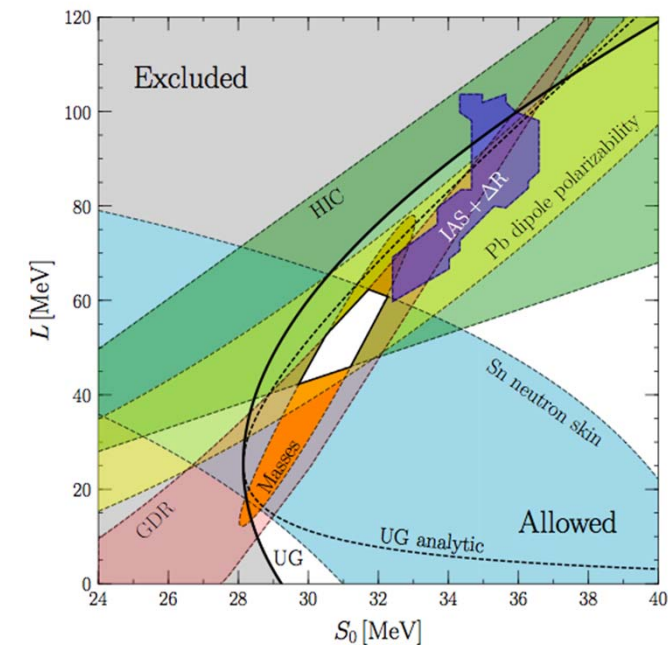 120
100
80
60
40
20
0
L [MeV]
Excluded
HIC
IAS + ΔR
Pb dipole polarizability
Sn neutron skin
Masses
GDR
Allowed
UG analytic
UG
24 26 28 30 32 34 36 38 40
S₀ [MeV]